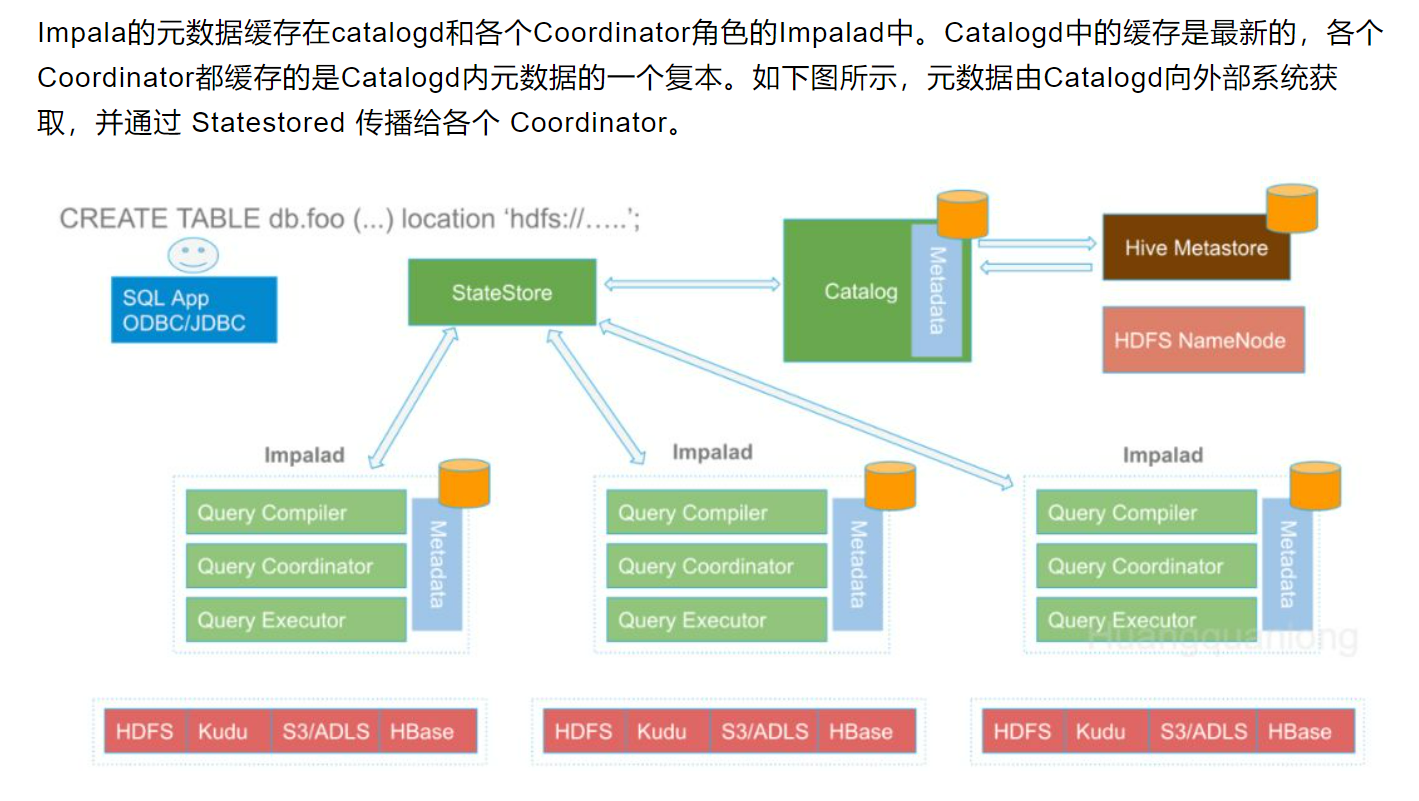 Impala的元数据缓存在catalogd和各个Coordinator角色的Impalad中。Catalogd中的缓存是最新的，各个
Coordinator都缓存的是Catalogd内元数据的一个复本。如下图所示，元数据由Catalogd向外部系统获
取，并通过 Statestored 传播给各个 Coordinator。
CREATE TABLE db.foo (...) location ‘hdfs://…..’;
SQL App
ODBC/JDBC
StateStore
Catalog
Metadata
Hive Metastore
HDFS NameNode
Impalad
Query Compiler
Query Coordinator
Query Executor
Metadata
Impalad
Query Compiler
Query Coordinator
Query Executor
Metadata
Impalad
Query Compiler
Query Coordinator
Query Executor
Metadata
Huangquanlong
HDFS Kudu S3/ADLS HBase
HDFS Kudu S3/ADLS HBase
HDFS Kudu S3/ADLS HBase